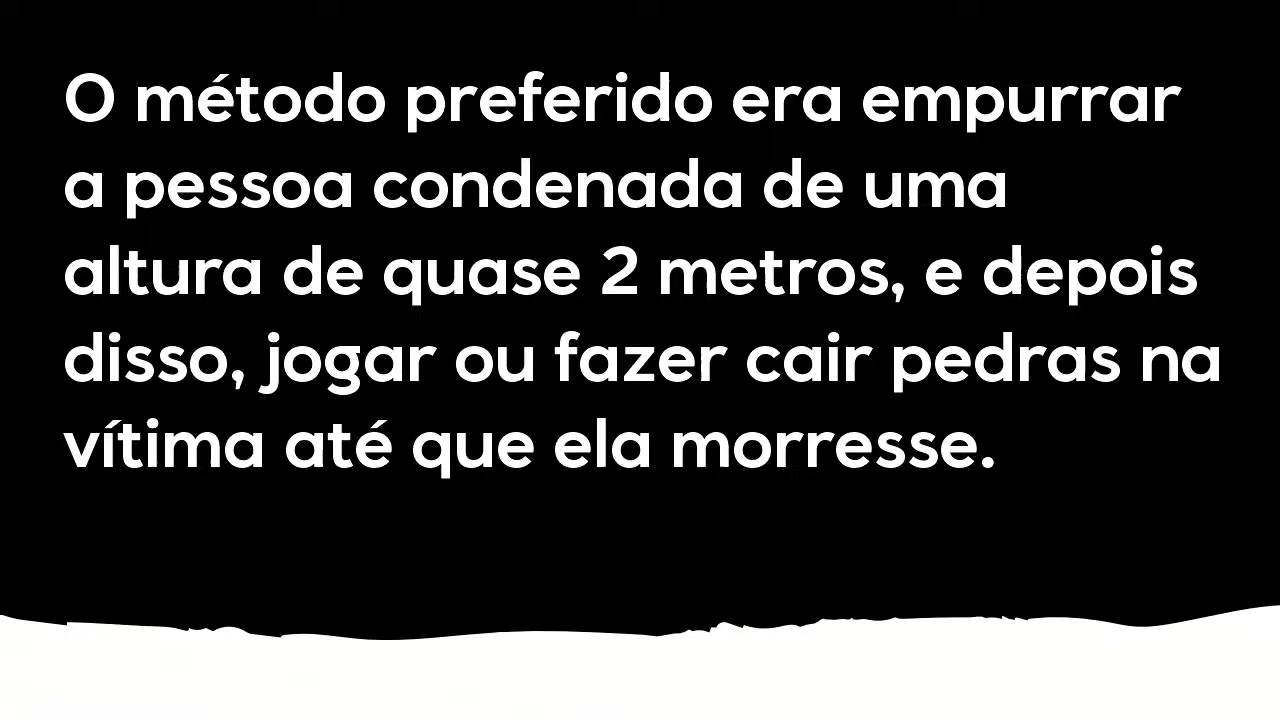 O método preferido era empurrar
a pessoa condenada de uma
altura de quase 2 metros, e depois
disso, jogar ou fazer cair pedras na
vítima até que ela morresse.